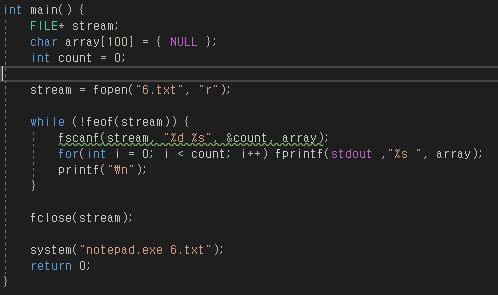 int main() {
FILE* stream;
char array[100] = { NULL };
int count = 0;
stream = fopen("6.txt", "r");
while (!feof(stream)) {
fscanf(stream, "%d %s", &count, array);
for(int i = 0; i < count; i++) fprintf(stdout ,"%s ", array);
printf("₩n");
}
fclose(stream);
system("notepad.exe 6.txt");
return 0;
}